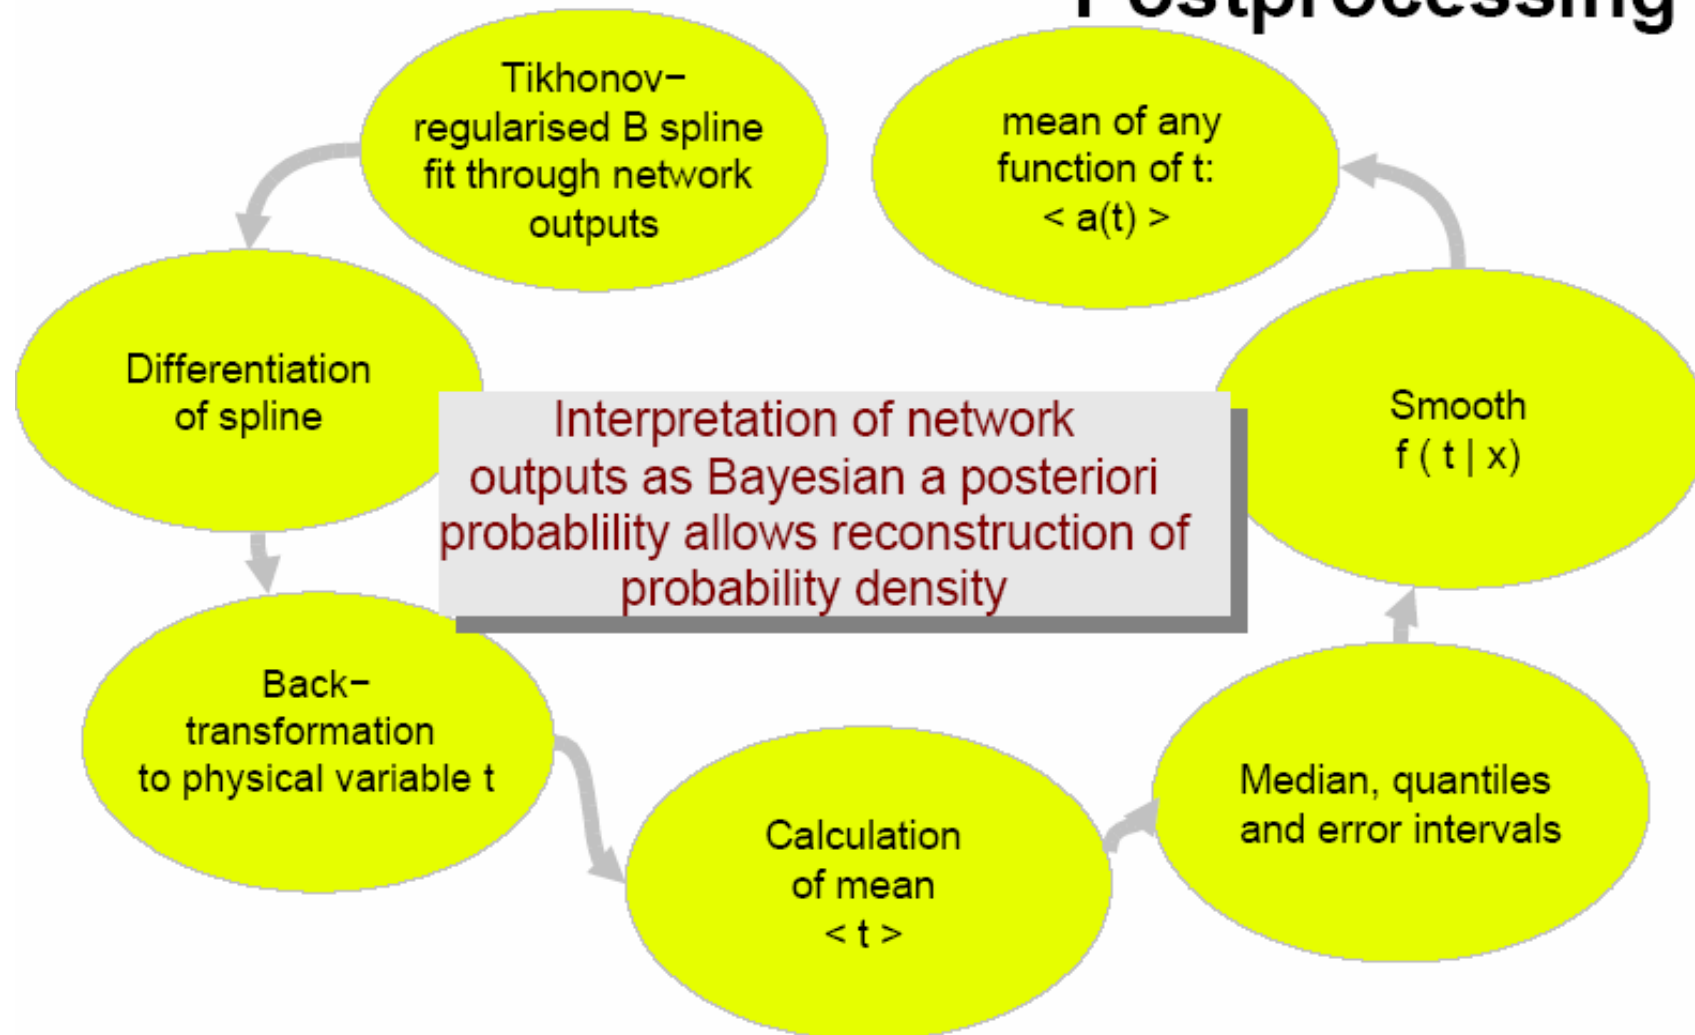 Postprocessing
Tikhonov−
regularised B spline
fit through network
outputs
mean of any
function of t:
< a(t) >
Differentiation
of spline
Smooth
f ( t | x)
Interpretation of network
outputs as Bayesian a posteriori
probablility allows reconstruction of
probability density
Back−
transformation
to physical variable t
Median, quantiles
and error intervals
Calculation
of mean
< t >